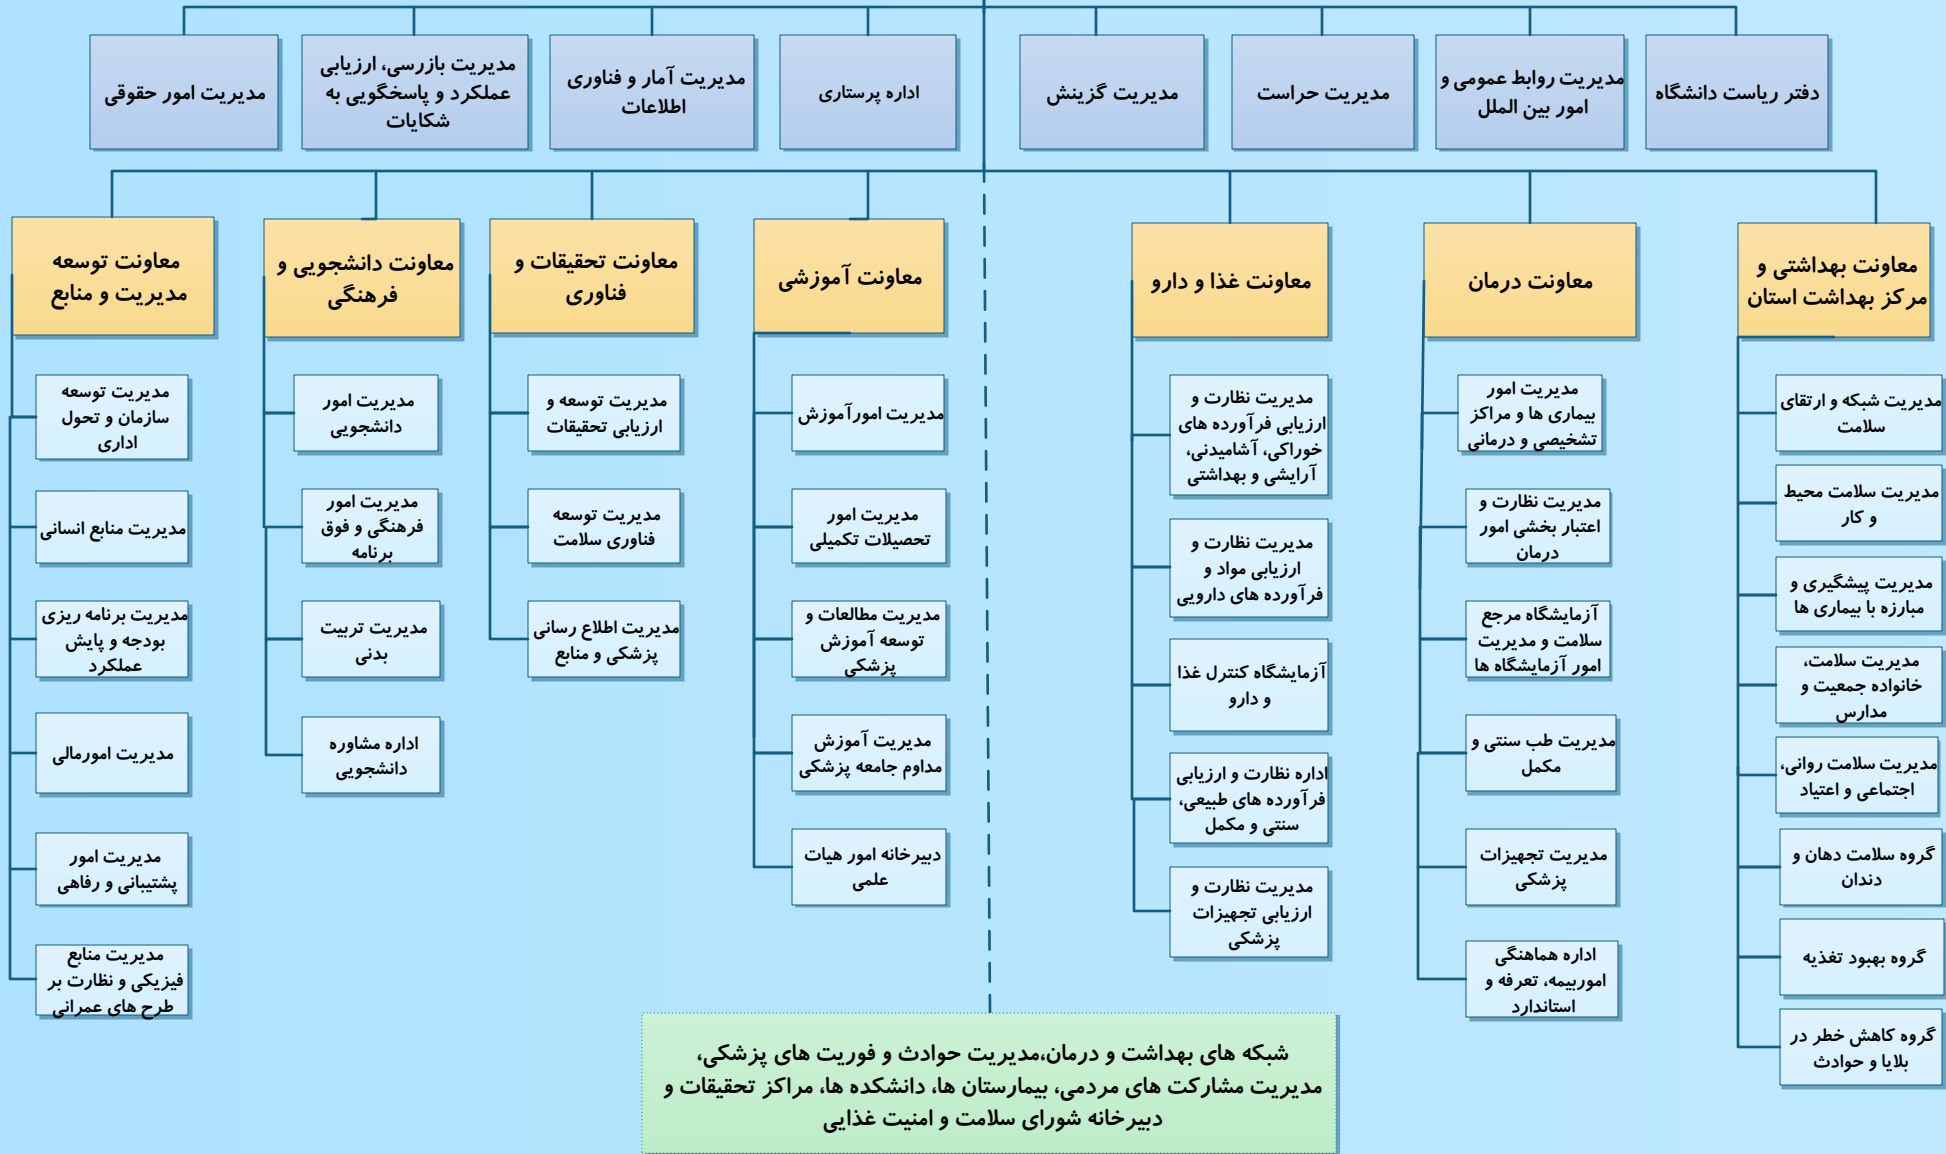 دفتر ریاست دانشگاه
مدیریت روابط عمومی و
امور بین الملل
مدیریت حراست
مدیریت گزینش
اداره پرستاری
مدیریت آمار و فناوری
اطلاعات
مدیریت بازرسی، ارزیابی
عملکرد و پاسخگویی به
شکایات
مدیریت امور حقوقی
معاونت بهداشتی و
مرکز بهداشت استان
مدیریت شبکه و ارتقای
سلامت
مدیریت سلامت محیط
و کار
مدیریت پیشگیری و
مبارزه با بیماری ها
مدیریت سلامت،
خانواده جمعیت و
مدارس
مدیریت سلامت روانی،
اجتماعی و اعتیاد
گروه سلامت دهان و
دندان
گروه بهبود تغذیه
گروه کاهش خطر در
بلایا و حوادث
معاونت درمان
مدیریت امور
بیماری ها و مراکز
تشخیصی و درمانی
مدیریت نظارت و
اعتبار بخشی امور
درمان
آزمایشگاه مرجع
سلامت و مدیریت
امور آزمایشگاه ها
مدیریت طب سنتی و
مکمل
مدیریت تجهیزات
پزشکی
اداره هماهنگی
اموربیمه، تعرفه و
استاندارد
معاونت غذا و دارو
مدیریت نظارت و
ارزیابی فرآورده های
خوراکی، آشامیدنی،
آرایشی و بهداشتی
مدیریت نظارت و
ارزیابی مواد و
فرآورده های دارویی
آزمایشگاه کنترل غذا
و دارو
اداره نظارت و ارزیابی
فرآورده های طبیعی،
سنتی و مکمل
مدیریت نظارت و
ارزیابی تجهیزات
پزشکی
معاونت آموزشی
مدیریت امورآموزش
مدیریت امور
تحصیلات تکمیلی
مدیریت مطالعات و
توسعه آموزش
پزشکی
مدیریت آموزش
مداوم جامعه پزشکی
دبیرخانه امور هیات
علمی
معاونت تحقیقات و
فناوری
مدیریت توسعه و
ارزیابی تحقیقات
مدیریت توسعه
فناوری سلامت
مدیریت اطلاع رسانی
پزشکی و منابع
معاونت دانشجویی و
فرهنگی
مدیریت امور
دانشجویی
مدیریت امور
فرهنگی و فوق
برنامه
مدیریت تربیت
بدنی
اداره مشاوره
دانشجویی
معاونت توسعه
مدیریت و منابع
مدیریت توسعه
سازمان و تحول
اداری
مدیریت منابع انسانی
مدیریت برنامه ریزی
بودجه و پایش
عملکرد
مدیریت امورمالی
مدیریت امور
پشتیبانی و رفاهی
مدیریت منابع
فیزیکی و نظارت بر
طرح های عمرانی
شبکه های بهداشت و درمان،مدیریت حوادث و فوریت های پزشکی،
مدیریت مشارکت های مردمی، بیمارستان ها، دانشکده ها، مراکز تحقیقات و
دبیرخانه شورای سلامت و امنیت غذایی